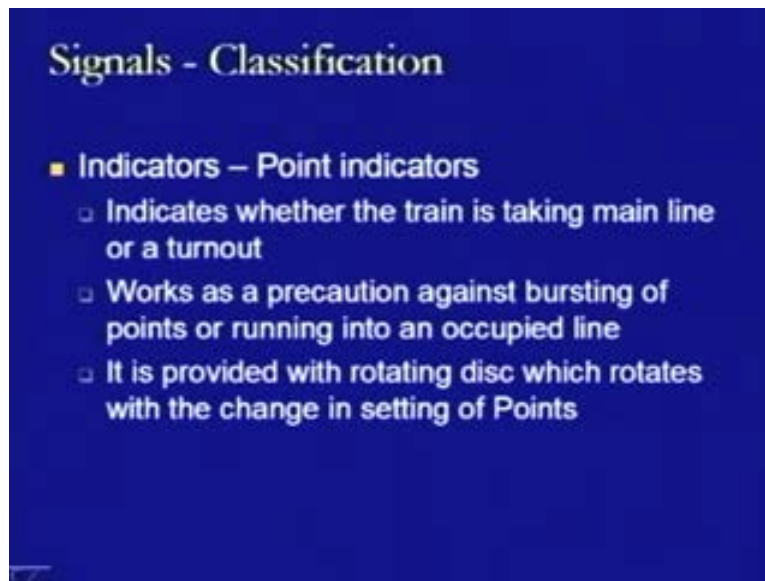 Signals - Classification
Indicators – Point indicators
Indicates whether the train is taking main line
or a turnout
Works as a precaution against bursting of
points or running into an occupied line
It is provided with rotating disc which rotates
with the change in setting of Points